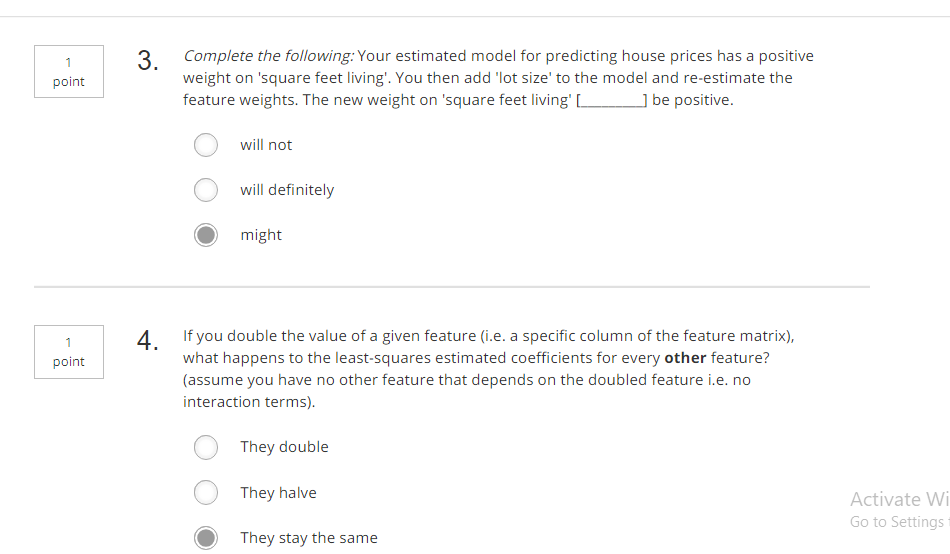 1
point
3.
Complete the following: Your estimated model for predicting house prices has a positive
weight on 'square feet living'. You then add 'lot size' to the model and re-estimate the
feature weights. The new weight on 'square feet living' [________] be positive.
will not
will definitely
might
1
point
4.
If you double the value of a given feature (i.e. a specific column of the feature matrix),
what happens to the least-squares estimated coefficients for every other feature?
(assume you have no other feature that depends on the doubled feature i.e. no
interaction terms).
They double
They halve
They stay the same
Activate Wi
Go to Settings